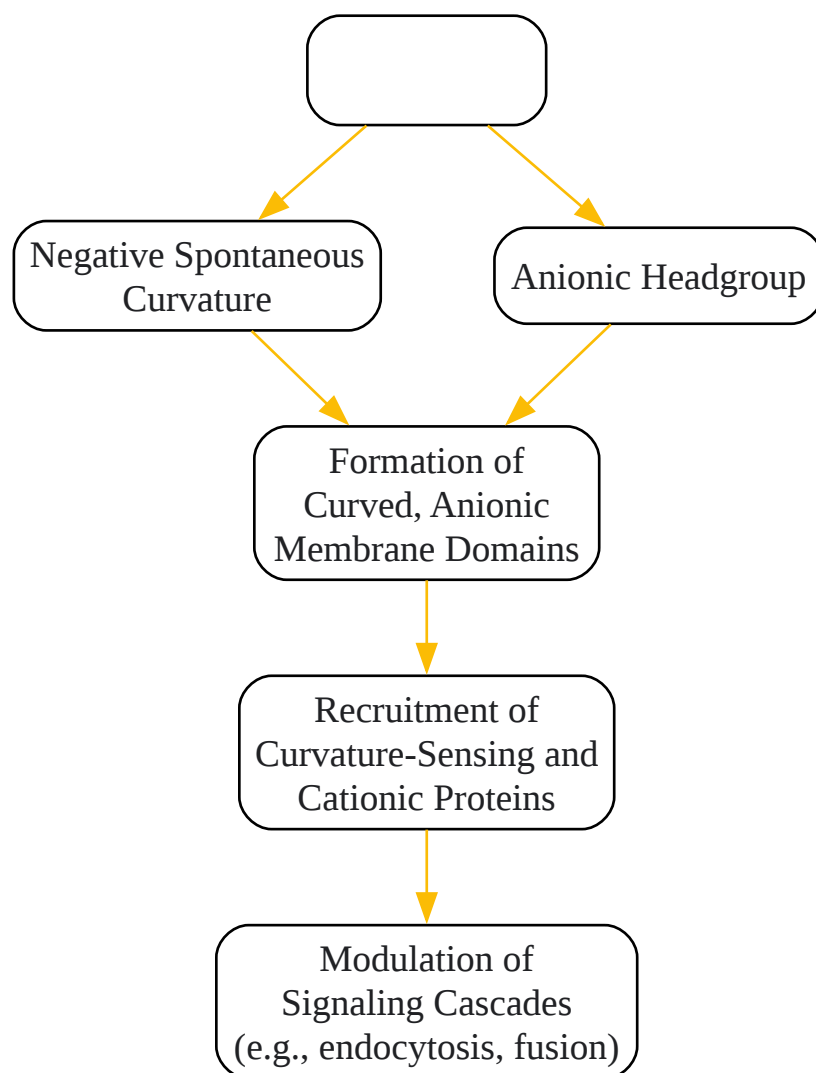 Negative Spontaneous
Curvature
Anionic Headgroup
Formation of
Curved, Anionic
Membrane Domains
Recruitment of
Curvature-Sensing and
Cationic Proteins
Modulation of
Signaling Cascades
(e.g., endocytosis, fusion)